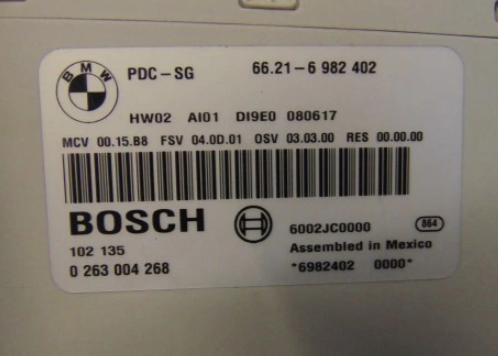 BMW
PDC-SG 66.21-6 982 402
HW02 AI01 DI9E0 080617
MCV 00.15.B8 FSV 04.0D.01 OSV 03.03.00 RES 00.00.00
BOSCH
6002JC0000 864
102 135 Assembled in Mexico
0 263 004 268 *6982402 0000*